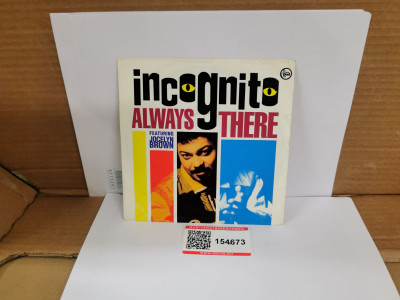 incognito
ALWAYS THERE
FEATURING
JOCELYN
BROWN
154673